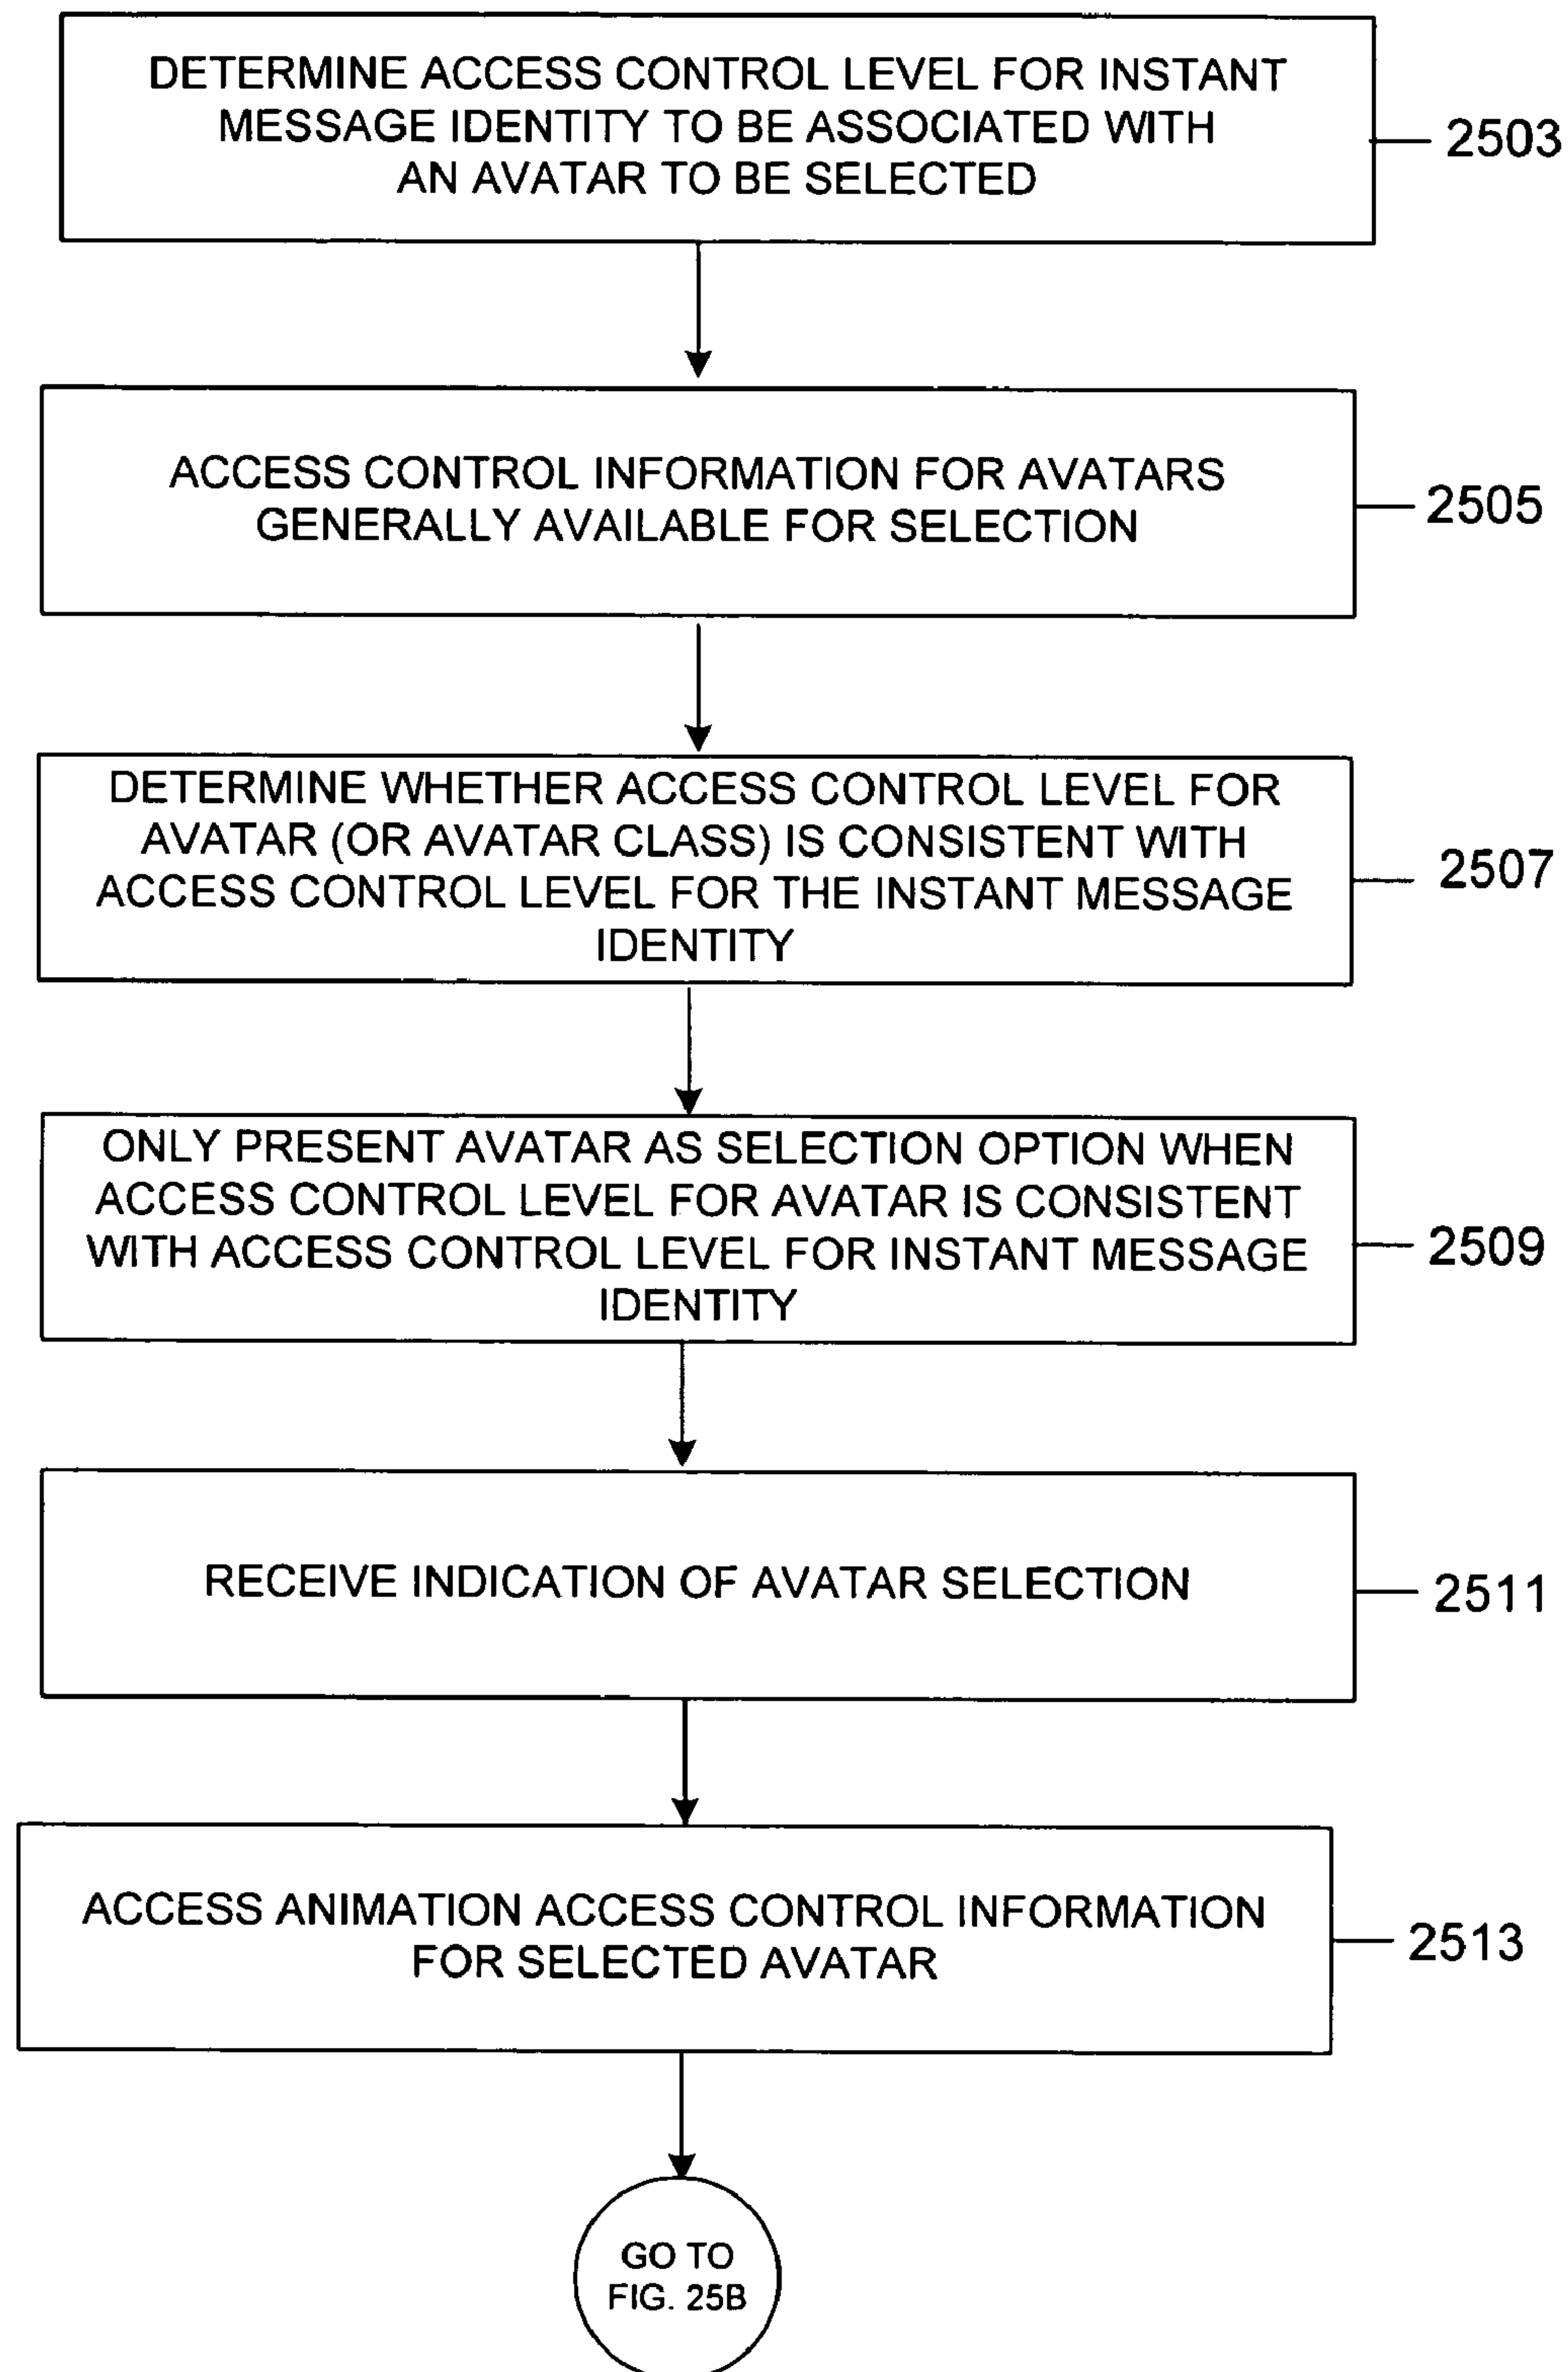 DETERMINE ACCESS CONTROL LEVEL FOR INSTANT
MESSAGE IDENTITY TO BE ASSOCIATED WITH
AN AVATAR TO BE SELECTED
2503
ACCESS CONTROL INFORMATION FOR AVATARS
GENERALLY AVAILABLE FOR SELECTION
2505
DETERMINE WHETHER ACCESS CONTROL LEVEL FOR
AVATAR (OR AVATAR CLASS) IS CONSISTENT WITH
ACCESS CONTROL LEVEL FOR THE INSTANT MESSAGE
IDENTITY
2507
ONLY PRESENT AVATAR AS SELECTION OPTION WHEN
ACCESS CONTROL LEVEL FOR AVATAR IS CONSISTENT
WITH ACCESS CONTROL LEVEL FOR INSTANT MESSAGE
IDENTITY
2509
RECEIVE INDICATION OF AVATAR SELECTION
2511
ACCESS ANIMATION ACCESS CONTROL INFORMATION
FOR SELECTED AVATAR
2513
GO TO
FIG. 25B